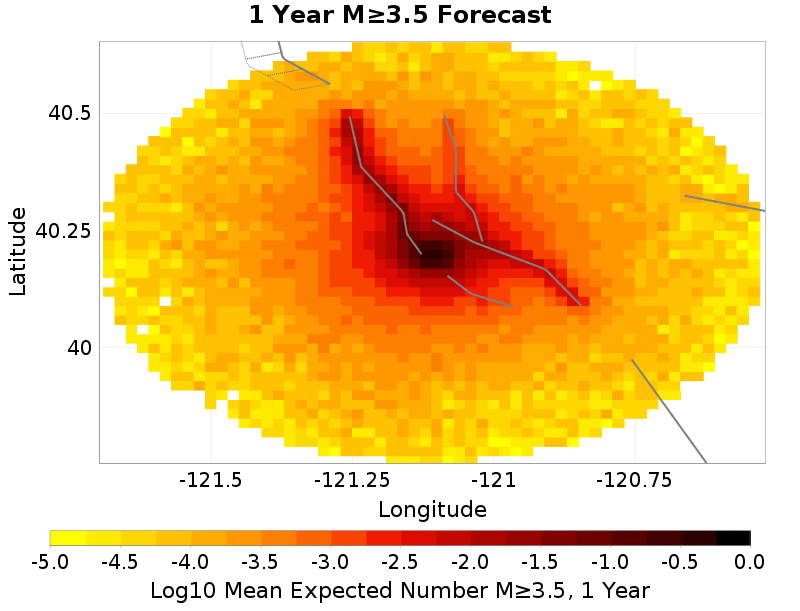 1 Year M≥3.5 Forecast
Latitude
40.5
40.25
40
-121.5 -121.25 -121 -120.75
Longitude
-5.0 -4.5 -4.0 -3.5 -3.0 -2.5 -2.0 -1.5 -1.0 -0.5 0.0
Log10 Mean Expected Number M≥3.5, 1 Year